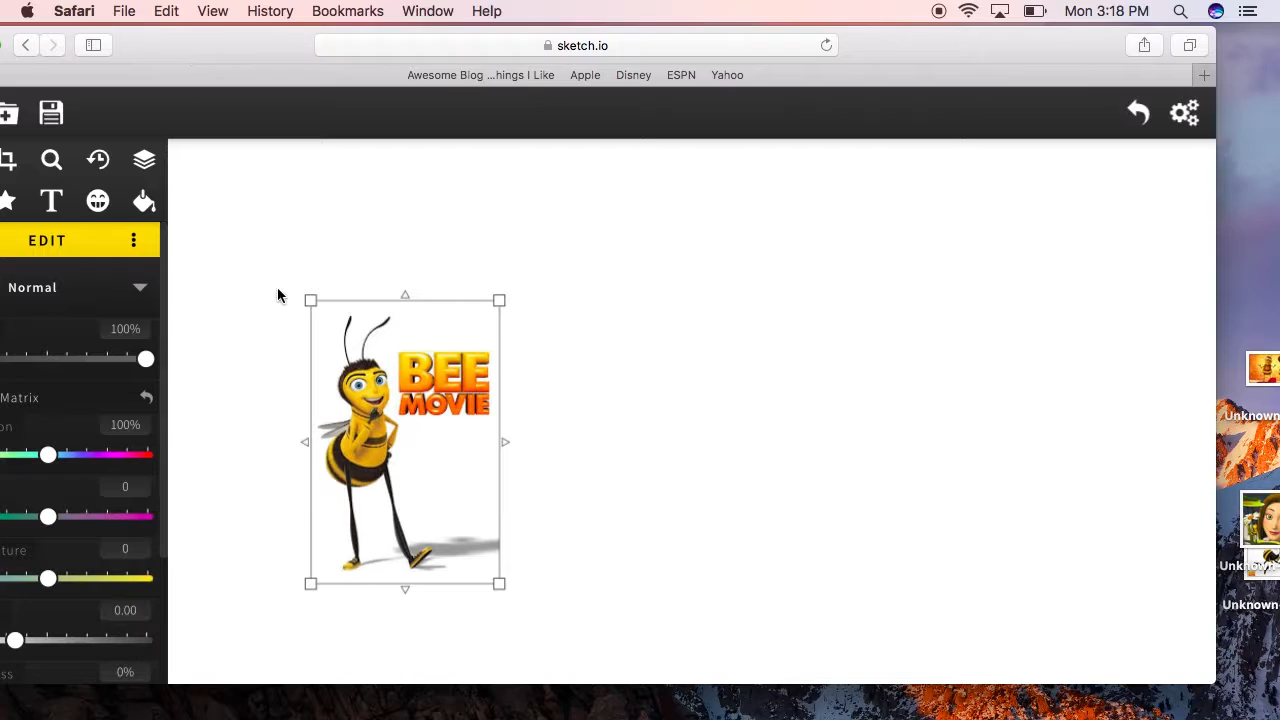 Safari File Edit View History Bookmarks Window Help Mon 3:18 PM
sketch.io
Awesome Blog ...hings I Like Apple Disney ESPN Yahoo
T
EDIT
Normal
100%
Matrix
on 100%
0
ture 0
0.00
ss 0%
BEE
MOVIE
Unknown
Unknown
Unknown